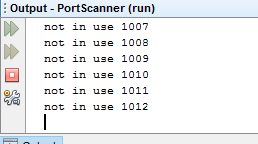 Output - PortScanner (run)
not in use 1007
not in use 1008
not in use 1009
not in use 1010
not in use 1011
not in use 1012